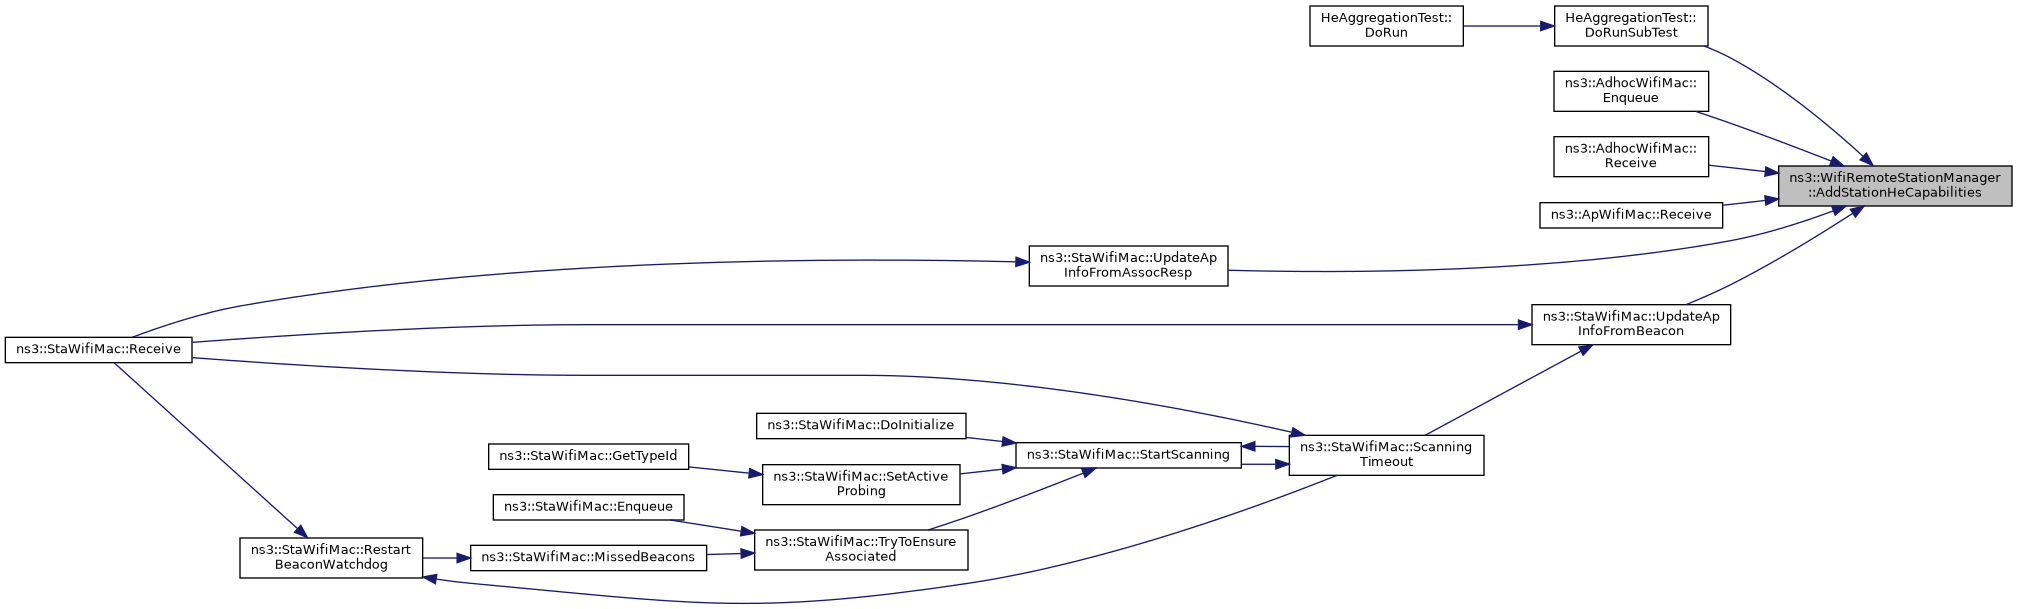 HeAggregationTest::
DoRun
HeAggregationTest::
DoRunSubTest
ns3::AdhocWifiMac::
Enqueue
ns3::AdhocWifiMac::
Receive
ns3::WifiRemoteStationManager
::AddStationHeCapabilities
ns3::ApWifiMac::Receive
ns3::StaWifiMac::UpdateAp
InfoFromAssocResp
ns3::StaWifiMac::UpdateAp
InfoFromBeacon
ns3::StaWifiMac::Receive
ns3::StaWifiMac::DoInitialize
ns3::StaWifiMac::GetTypeId
ns3::StaWifiMac::StartScanning
ns3::StaWifiMac::Scanning
Timeout
ns3::StaWifiMac::SetActive
Probing
ns3::StaWifiMac::Enqueue
ns3::StaWifiMac::TryToEnsure
Associated
ns3::StaWifiMac::Restart
BeaconWatchdog
ns3::StaWifiMac::MissedBeacons